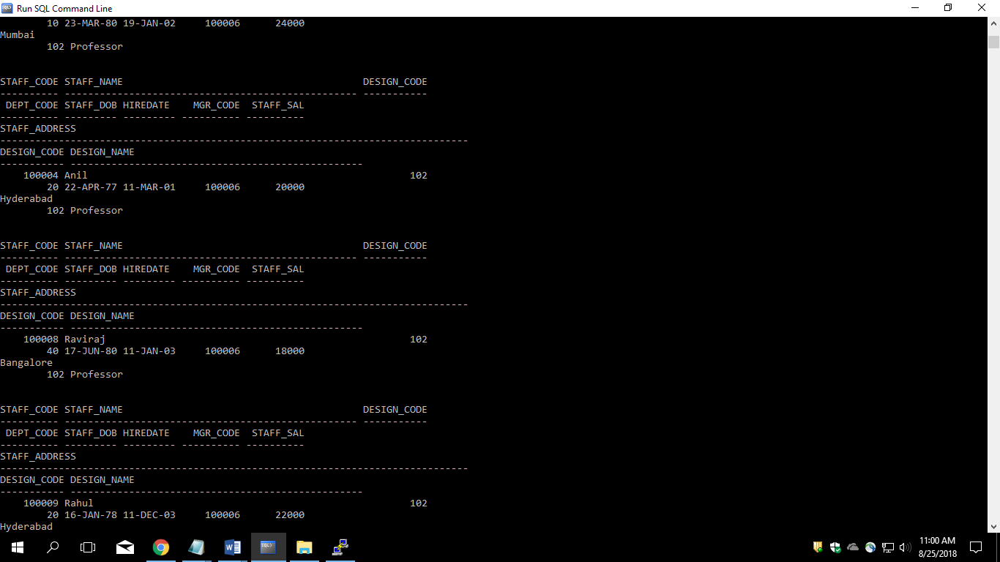 Run SQL Command Line
10 23-MAR-80 19-JAN-02 100006 24000
Mumbai
102 Professor
STAFF_CODE STAFF_NAME DESIGN_CODE
---------- -------------------------------------------------- -----------
DEPT_CODE STAFF_DOB HIREDATE MGR_CODE STAFF_SAL
---------- --------- --------- ---------- ----------
STAFF_ADDRESS
--------------------------------------------------------------------------------
DESIGN_CODE DESIGN_NAME
----------- --------------------------------------------------
100004 Anil 102
20 22-APR-77 11-MAR-01 100006 20000
Hyderabad
102 Professor
STAFF_CODE STAFF_NAME DESIGN_CODE
---------- -------------------------------------------------- -----------
DEPT_CODE STAFF_DOB HIREDATE MGR_CODE STAFF_SAL
---------- --------- --------- ---------- ----------
STAFF_ADDRESS
--------------------------------------------------------------------------------
DESIGN_CODE DESIGN_NAME
----------- --------------------------------------------------
100008 Raviraj 102
40 17-JUN-80 11-JAN-03 100006 18000
Bangalore
102 Professor
STAFF_CODE STAFF_NAME DESIGN_CODE
---------- -------------------------------------------------- -----------
DEPT_CODE STAFF_DOB HIREDATE MGR_CODE STAFF_SAL
---------- --------- --------- ---------- ----------
STAFF_ADDRESS
--------------------------------------------------------------------------------
DESIGN_CODE DESIGN_NAME
----------- --------------------------------------------------
100009 Rahul 102
20 16-JAN-78 11-DEC-03 100006 22000
Hyderabad
11:00 AM
8/25/2018